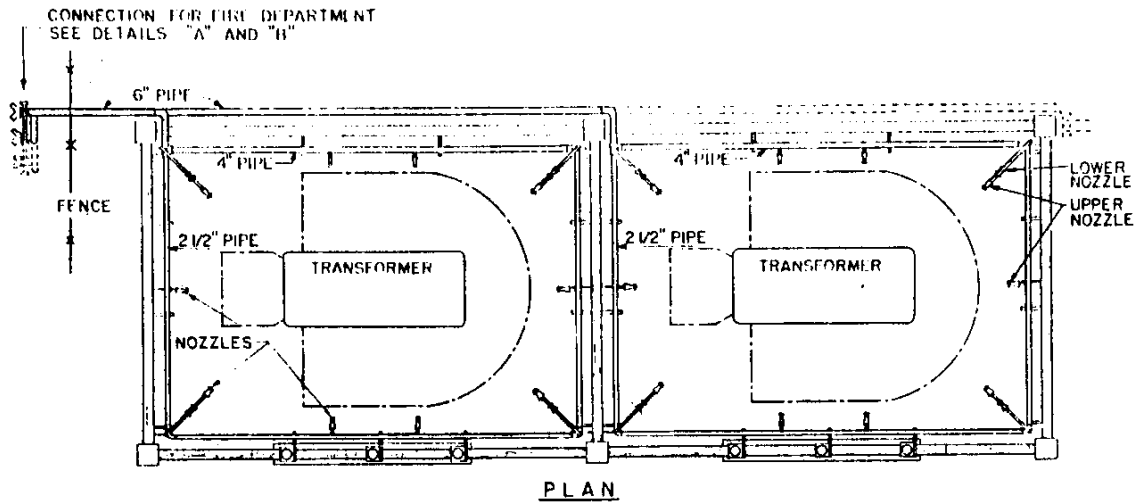 CONNECTION FOR FIRE DEPARTMENT
SEE DETAILS "A" AND "B"
6" PIPE
4" PIPE
4" PIPE
LOWER
NOZZLE
UPPER
NOZZLE
FENCE
2 1/2" PIPE
2 1/2" PIPE
TRANSFORMER
TRANSFORMER
NOZZLES
PLAN